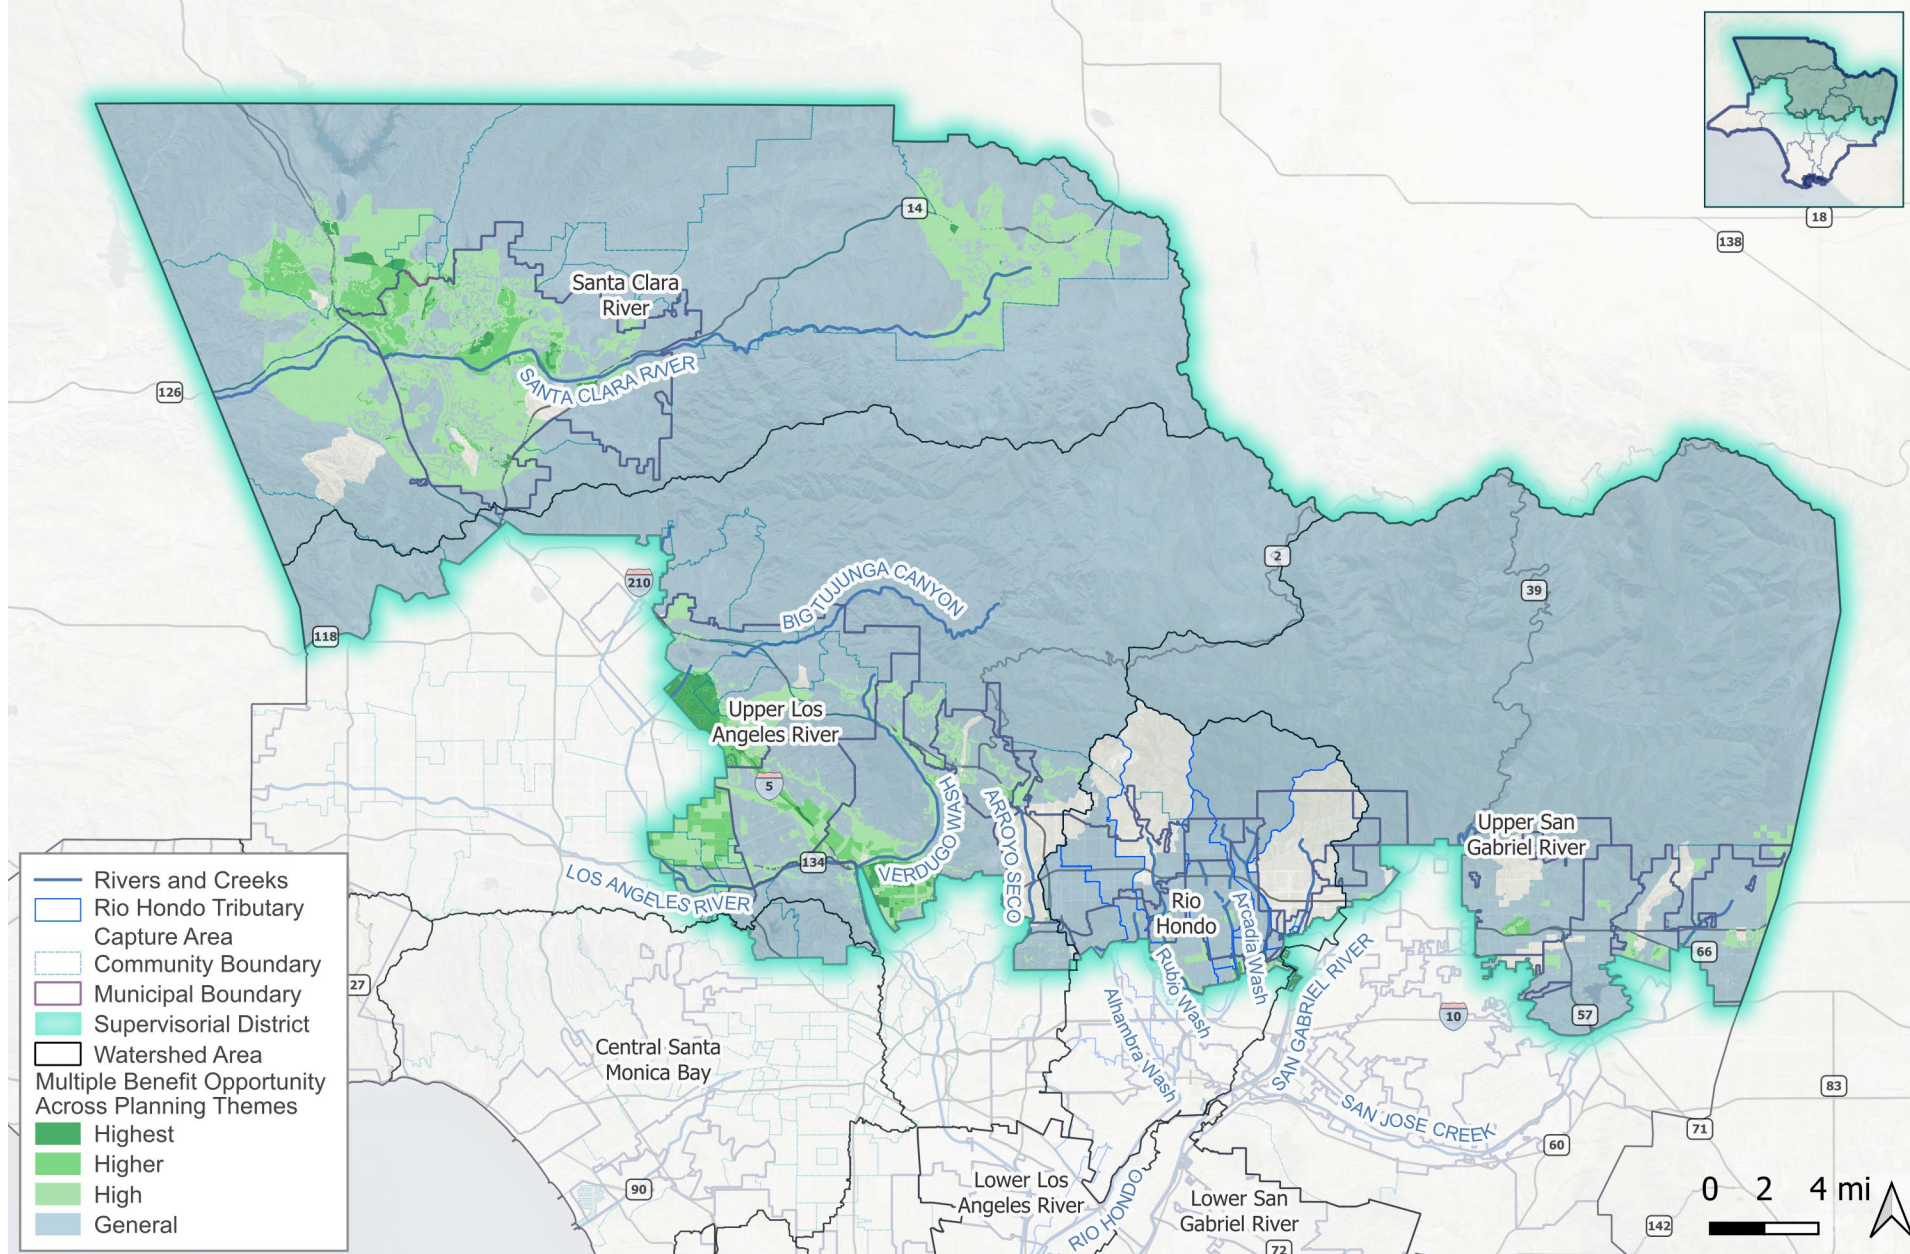 14
18
138
Santa Clara
River
SANTA CLARA RIVER
126
2
210
39
BIG TUJUNGA CANYON
118
Upper Los
Angeles River
5
VERDUGO WASH
ARROYO SECO
134
LOS ANGELES RIVER
Upper San
Gabriel River
Rio
Hondo
Arcadia Wash
Rubio Wash
Alhambra Wash
SAN GABRIEL RIVER
66
57
10
27
Central Santa
Monica Bay
SAN JOSE CREEK
83
71
60
90
Lower Los
Angeles River
RIO HONDO
Lower San
Gabriel River
72
142
0 2 4 mi
Rivers and Creeks
Rio Hondo Tributary
Capture Area
Community Boundary
Municipal Boundary
Supervisorial District
Watershed Area
Multiple Benefit Opportunity
Across Planning Themes
Highest
Higher
High
General